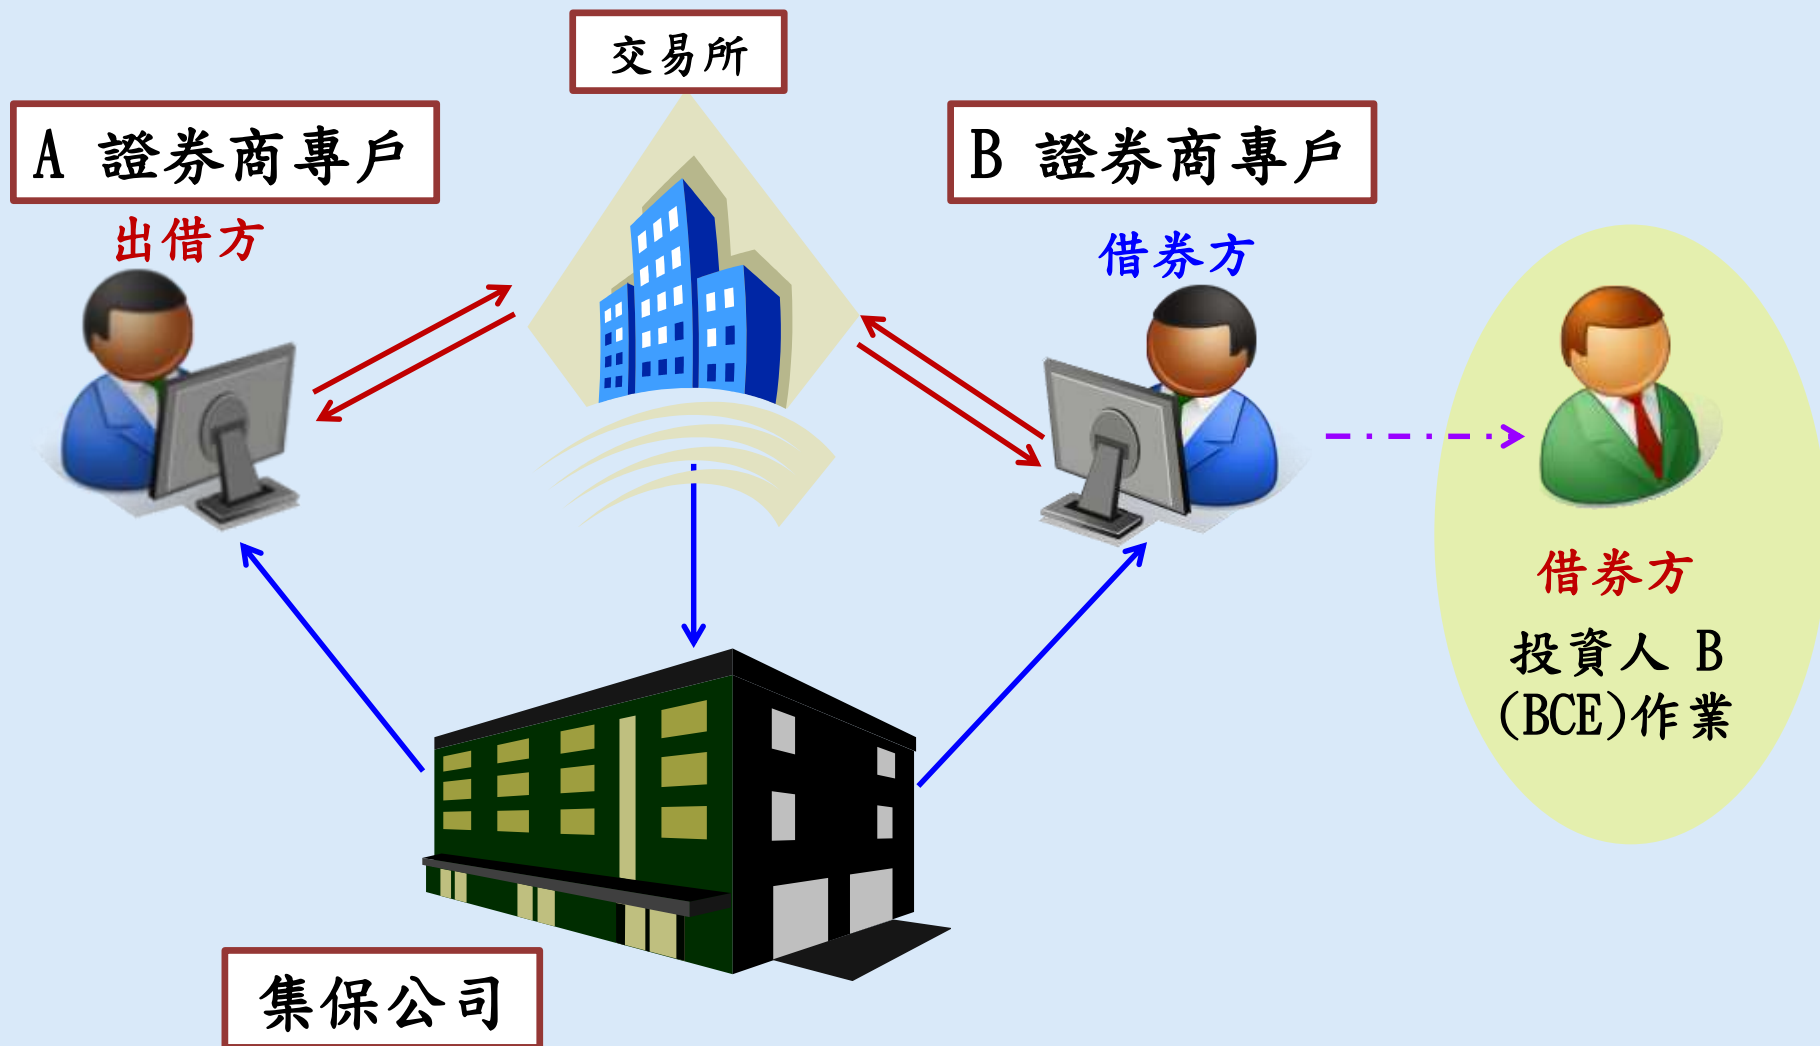 交易所
A 證券商專戶
出借方
B 證券商專戶
借券方
借券方
投資人 B
(BCE)作業
集保公司